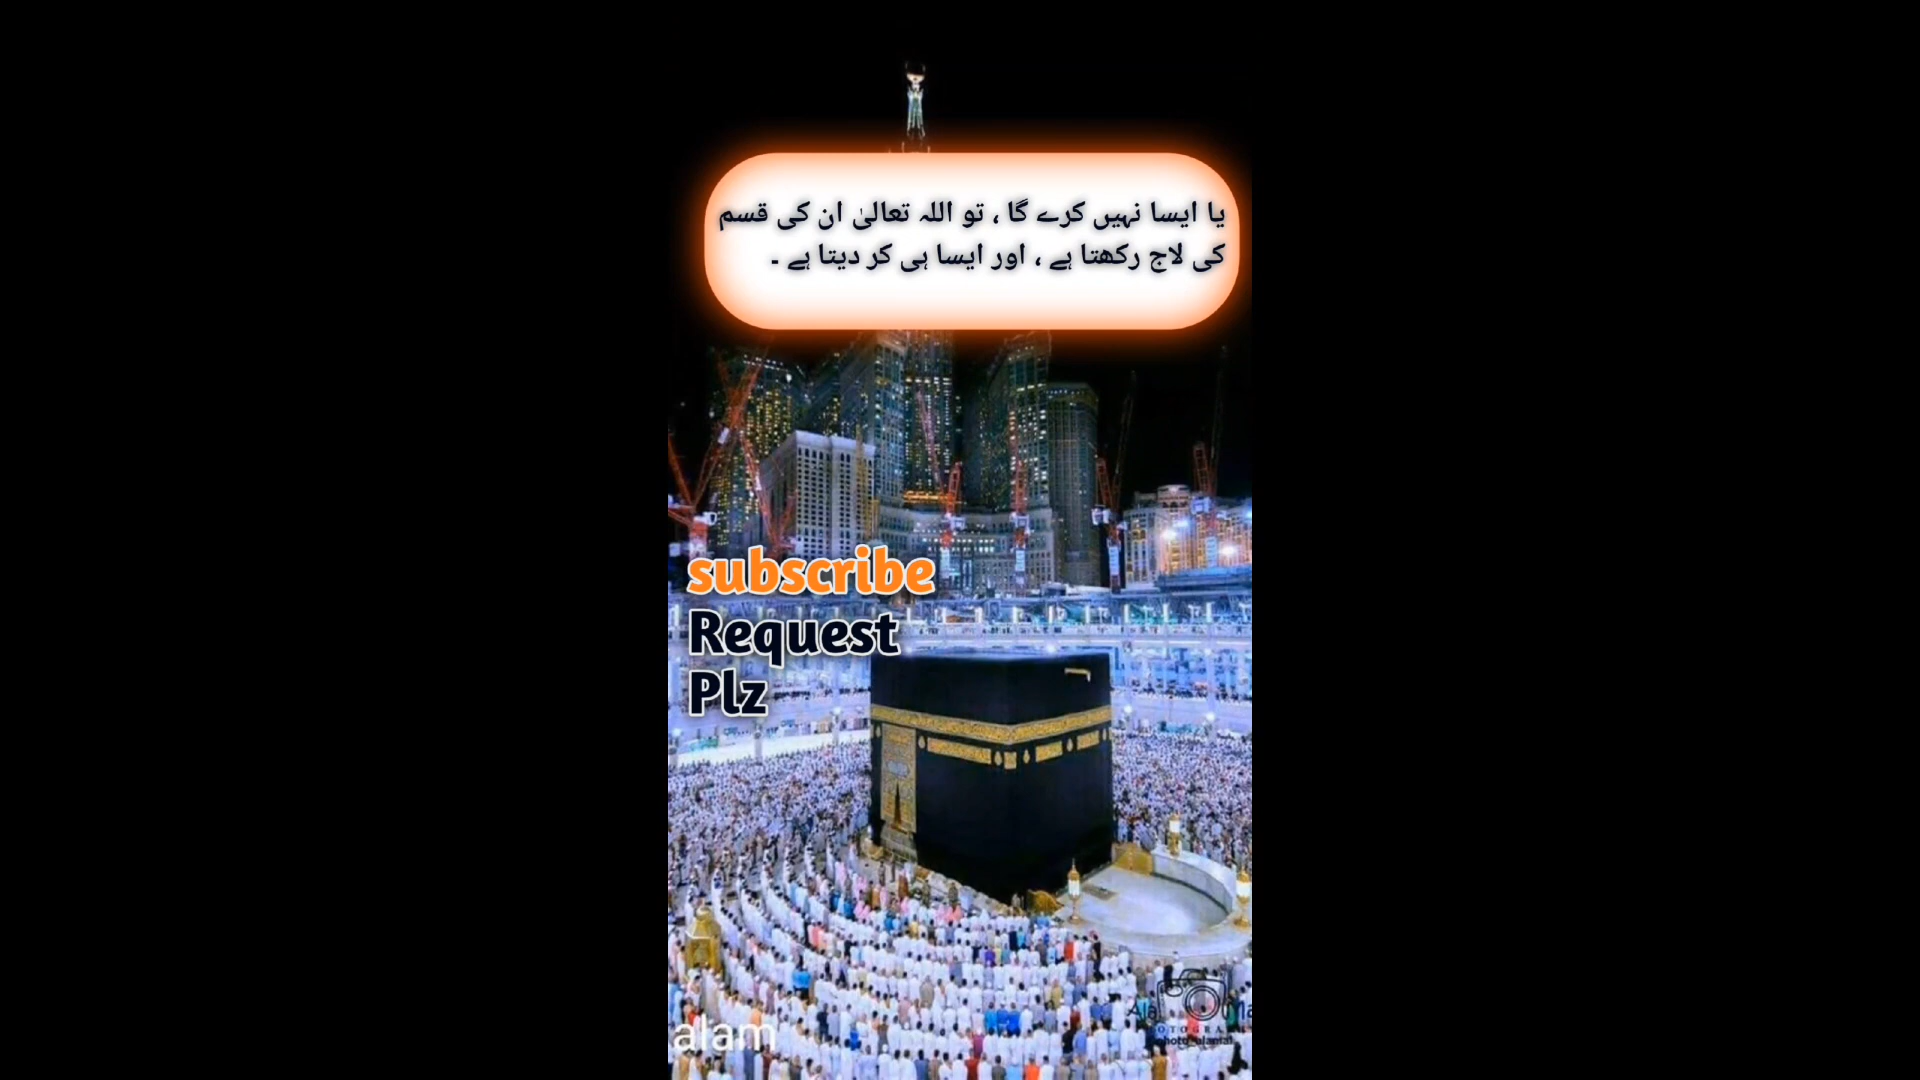 یا ایسا نہیں کرے گا ، تو اللہ تعالیٰ ان کی قسم
کی لاج رکھتا ہے ، اور ایسا ہی کر دیتا ہے ۔
subscribe
Request
Plz
alam